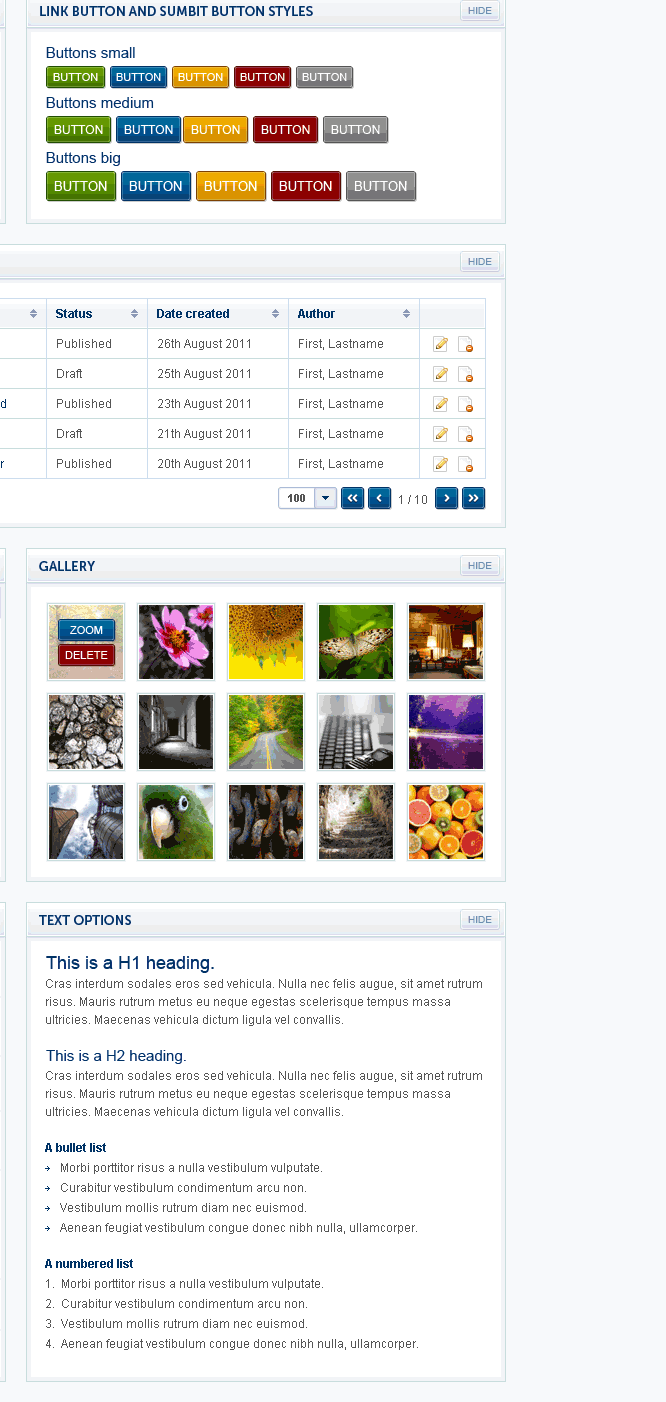 LINK BUTTON AND SUMBIT BUTTON STYLES HIDE
Buttons small
BUTTON BUTTON BUTTON BUTTON BUTTON
Buttons medium
BUTTON BUTTON BUTTON BUTTON BUTTON
Buttons big
BUTTON BUTTON BUTTON BUTTON BUTTON
HIDE
Status Date created Author
Published 26th August 2011 First, Lastname
Draft 25th August 2011 First, Lastname
d Published 23th August 2011 First, Lastname
Draft 21th August 2011 First, Lastname
r Published 20th August 2011 First, Lastname
100 1 / 10
GALLERY HIDE
ZOOM
DELETE
TEXT OPTIONS HIDE
This is a H1 heading.
Cras interdum sodales eros sed vehicula. Nulla nec felis augue, sit amet rutrum
risus. Mauris rutrum metus eu neque egestas scelerisque tempus massa
ultricies. Maecenas vehicula dictum ligula vel convallis.
This is a H2 heading.
Cras interdum sodales eros sed vehicula. Nulla nec felis augue, sit amet rutrum
risus. Mauris rutrum metus eu neque egestas scelerisque tempus massa
ultricies. Maecenas vehicula dictum ligula vel convallis.
A bullet list
Morbi porttitor risus a nulla vestibulum vulputate.
Curabitur vestibulum condimentum arcu non.
Vestibulum mollis rutrum diam nec euismod.
Aenean feugiat vestibulum congue donec nibh nulla, ullamcorper.
A numbered list
1. Morbi porttitor risus a nulla vestibulum vulputate.
2. Curabitur vestibulum condimentum arcu non.
3. Vestibulum mollis rutrum diam nec euismod.
4. Aenean feugiat vestibulum congue donec nibh nulla, ullamcorper.